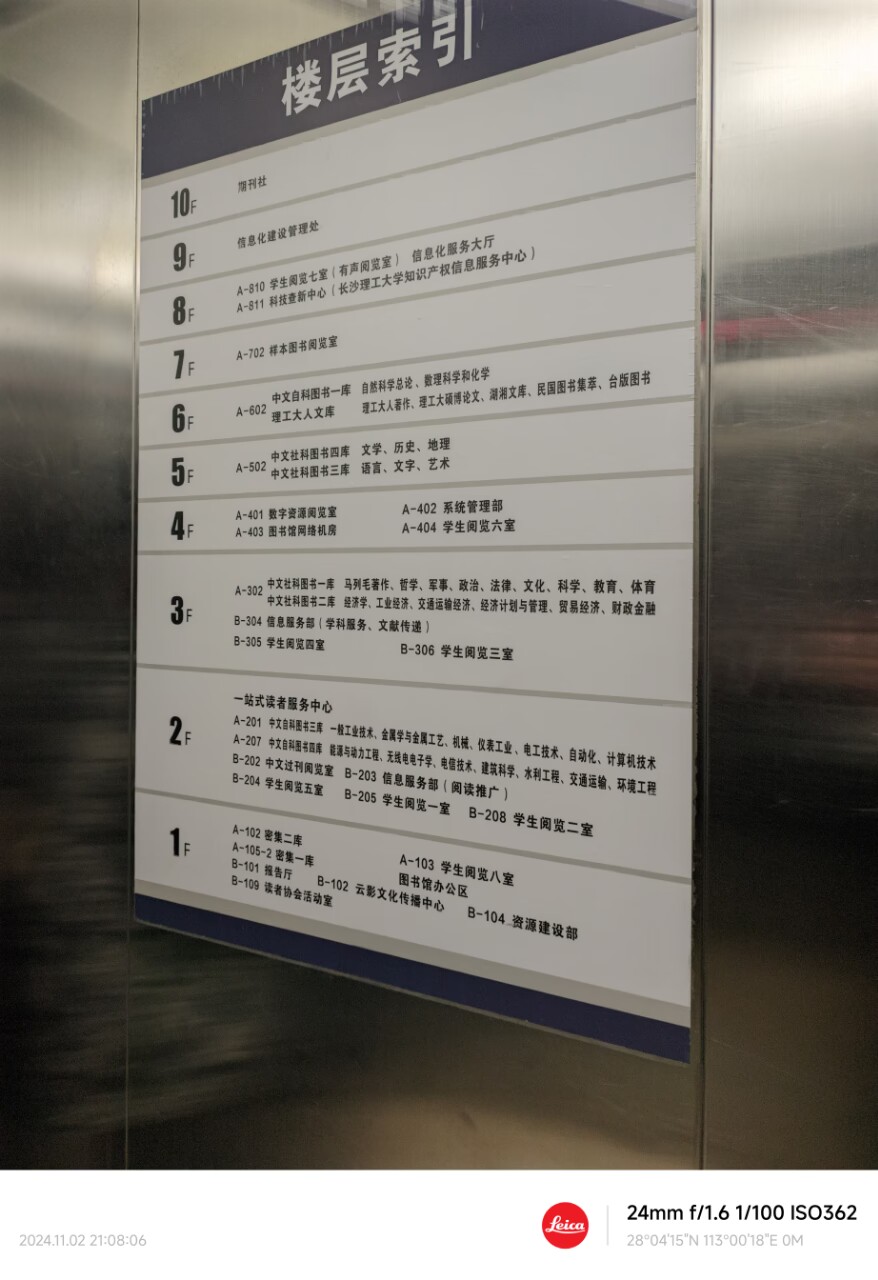 楼层索引
10F 期刊社
9F 信息化建设管理处
8F A-810 学生阅览七室（有声阅览室） 信息化服务大厅
A-811 科技查新中心（长沙理工大学知识产权信息服务中心）
7F A-702 样本图书阅览室
6F A-602 中文自科图书一库 自然科学总论、数理科学和化学
理工大人文库 理工大人著作、理工大硕博论文、湖湘文库、民国图书集萃、台版图书
5F A-502 中文社科图书四库 文学、历史、地理
中文社科图书三库 语言、文字、艺术
4F A-401 数字资源阅览室 A-402 系统管理部
A-403 图书馆网络机房 A-404 学生阅览六室
3F A-302 中文社科图书一库 马列毛著作、哲学、军事、政治、法律、文化、科学、教育、体育
中文社科图书二库 经济学、工业经济、交通运输经济、经济计划与管理、贸易经济、财政金融
B-304 信息服务部（学科服务、文献传递）
B-305 学生阅览四室 B-306 学生阅览三室
2F 一站式读者服务中心
A-201 中文自科图书三库 一般工业技术、金属学与金属工艺、机械、仪表工业、电工技术、自动化、计算机技术
A-207 中文自科图书四库 能源与动力工程、无线电电子学、电信技术、建筑科学、水利工程、交通运输、环境工程
B-202 中文过刊阅览室 B-203 信息服务部（阅读推广）
B-204 学生阅览五室 B-205 学生阅览一室 B-208 学生阅览二室
1F A-102 密集二库 A-103 学生阅览八室
A-105-2 密集一库 图书馆办公区
B-101 报告厅 B-102 云影文化传播中心 B-104 资源建设部
B-109 读者协会活动室
Leica
24mm f/1.6 1/100 ISO362
2024.11.02 21:08:06
28°04'15"N 113°00'18"E 0M